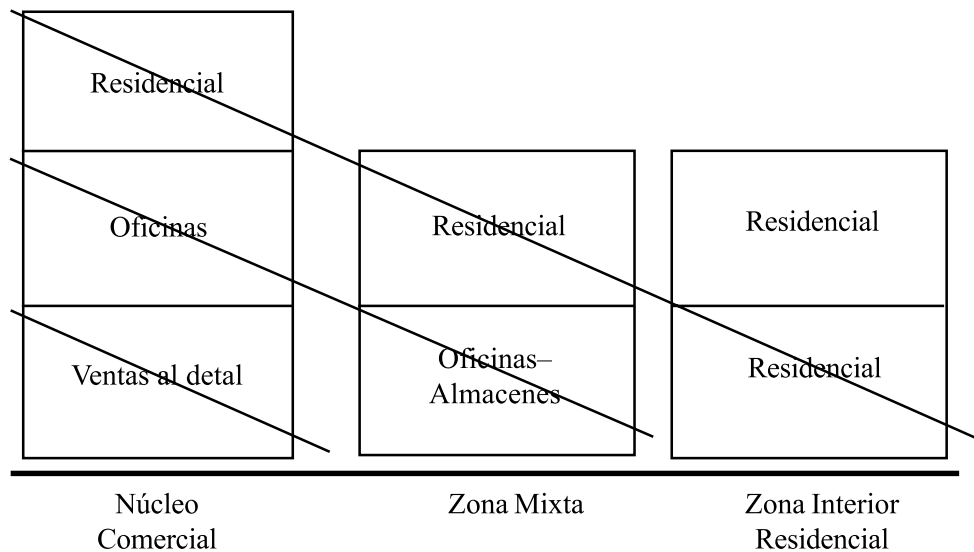 Residencial
Oficinas
Residencial
Residencial
Ventas al detal
Oficinas–
Almacenes
Residencial
Núcleo
Comercial
Zona Mixta
Zona Interior
Residencial